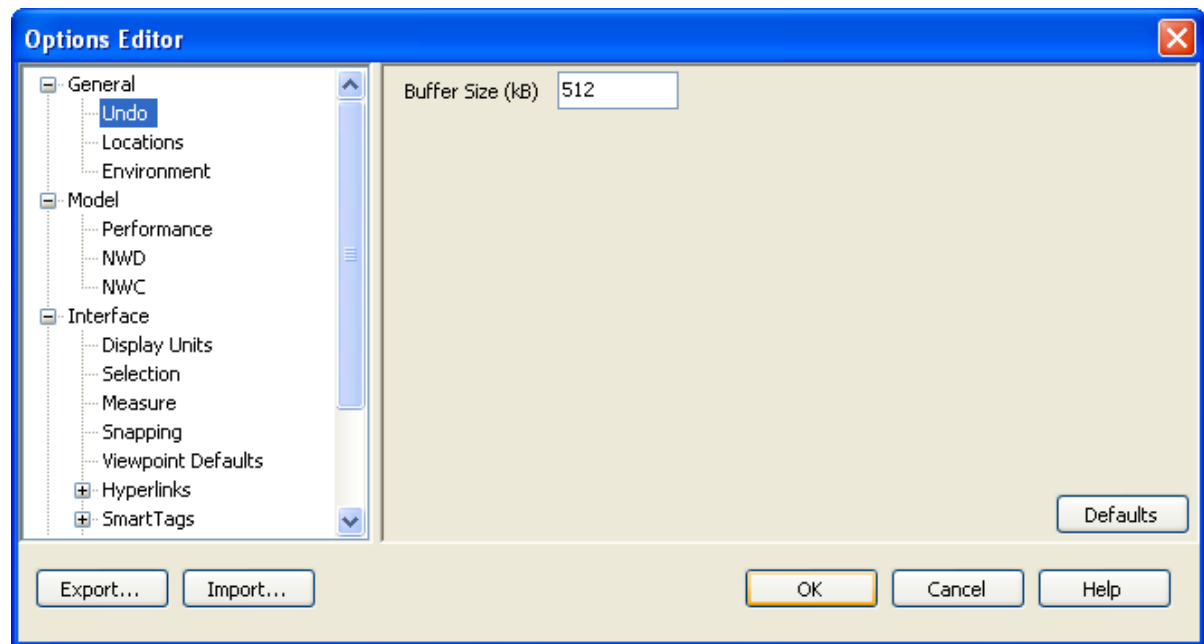 Options Editor
General
Undo
Locations
Environment
Model
Performance
NWD
NWC
Interface
Display Units
Selection
Measure
Snapping
Viewpoint Defaults
Hyperlinks
SmartTags
Buffer Size (kB) 512
Defaults
Export... Import... OK Cancel Help